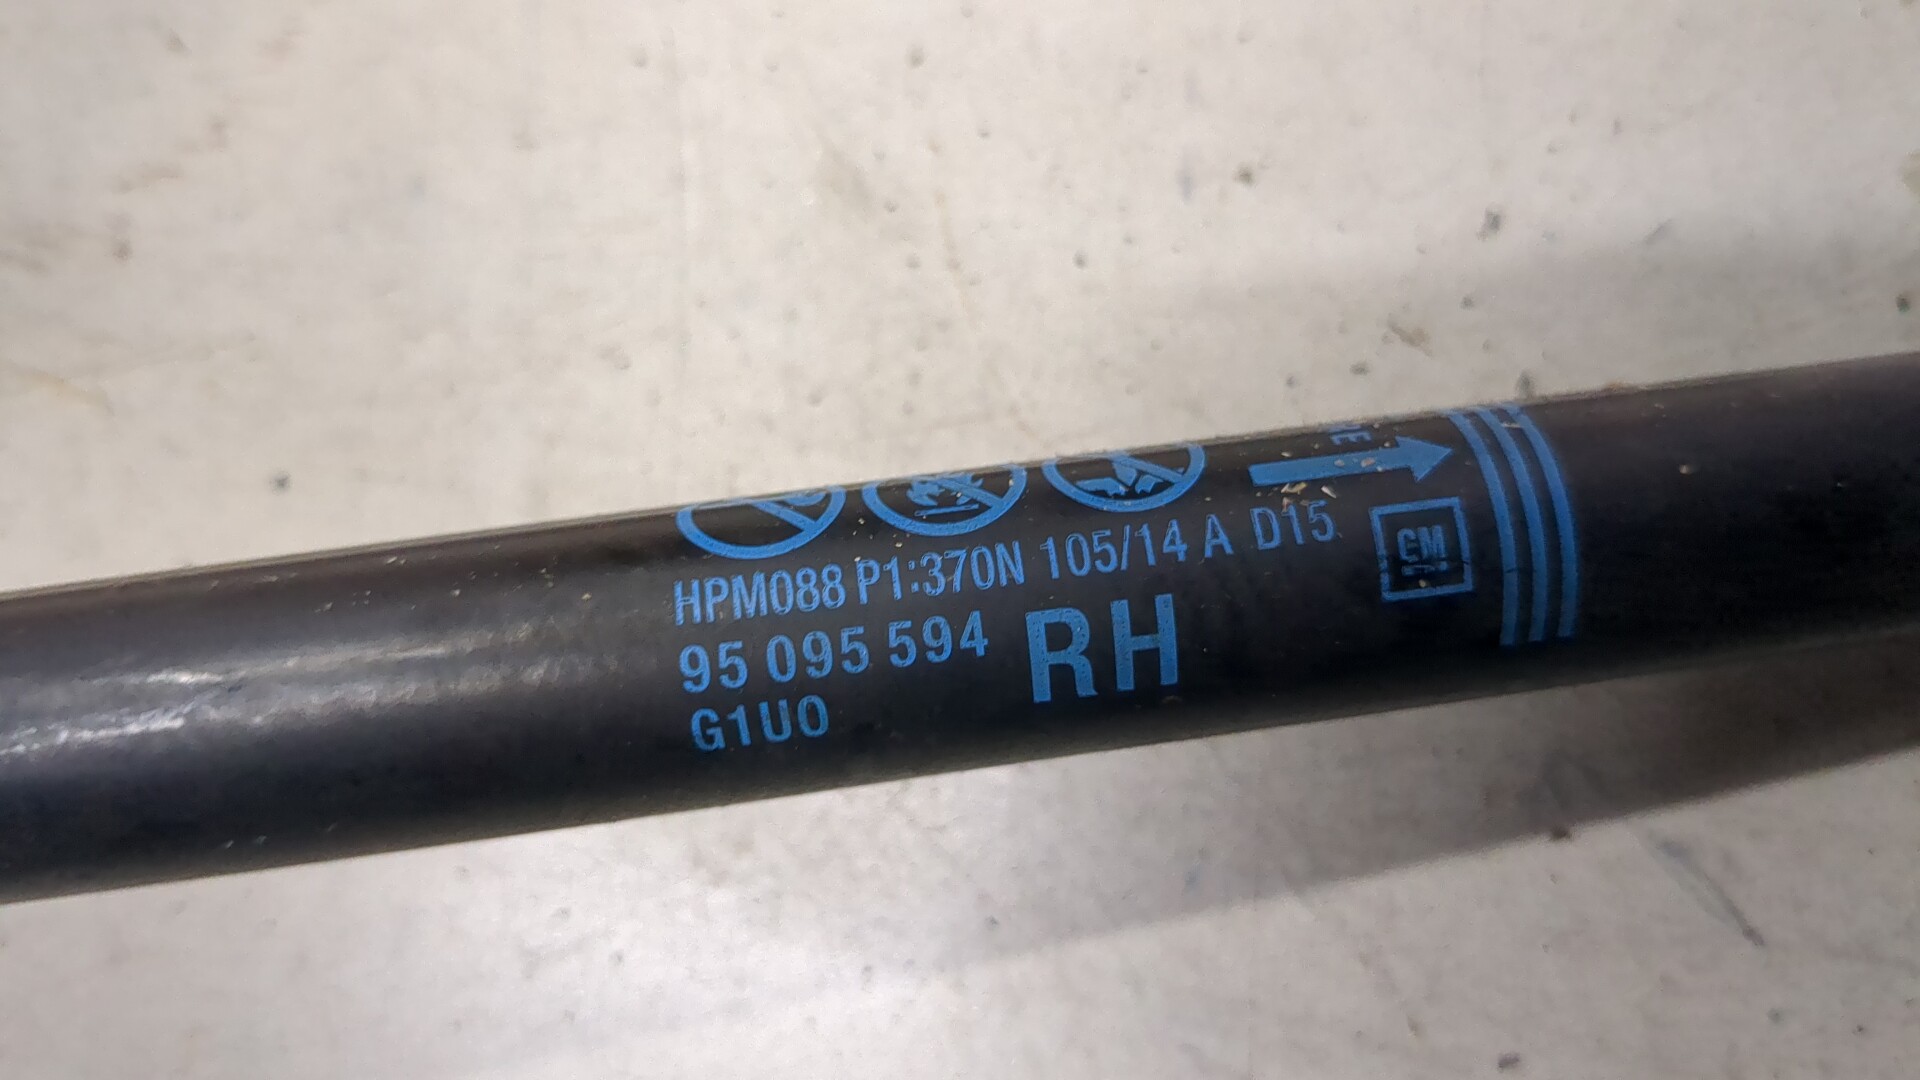 HPM088 P1:370N 105/14 A D15
GM
95 095 594 RH
G1U0